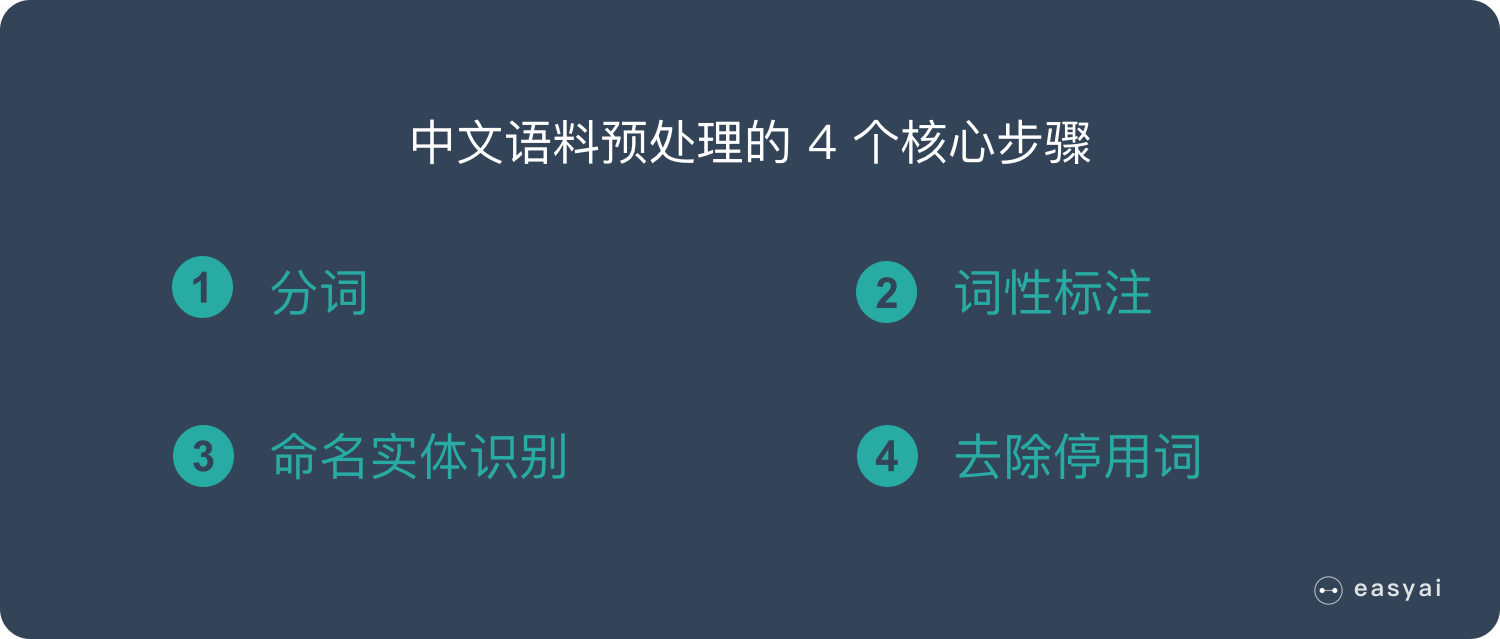 中文语料预处理的 4 个核心步骤
1 分词
2 词性标注
3 命名实体识别
4 去除停用词
easyai